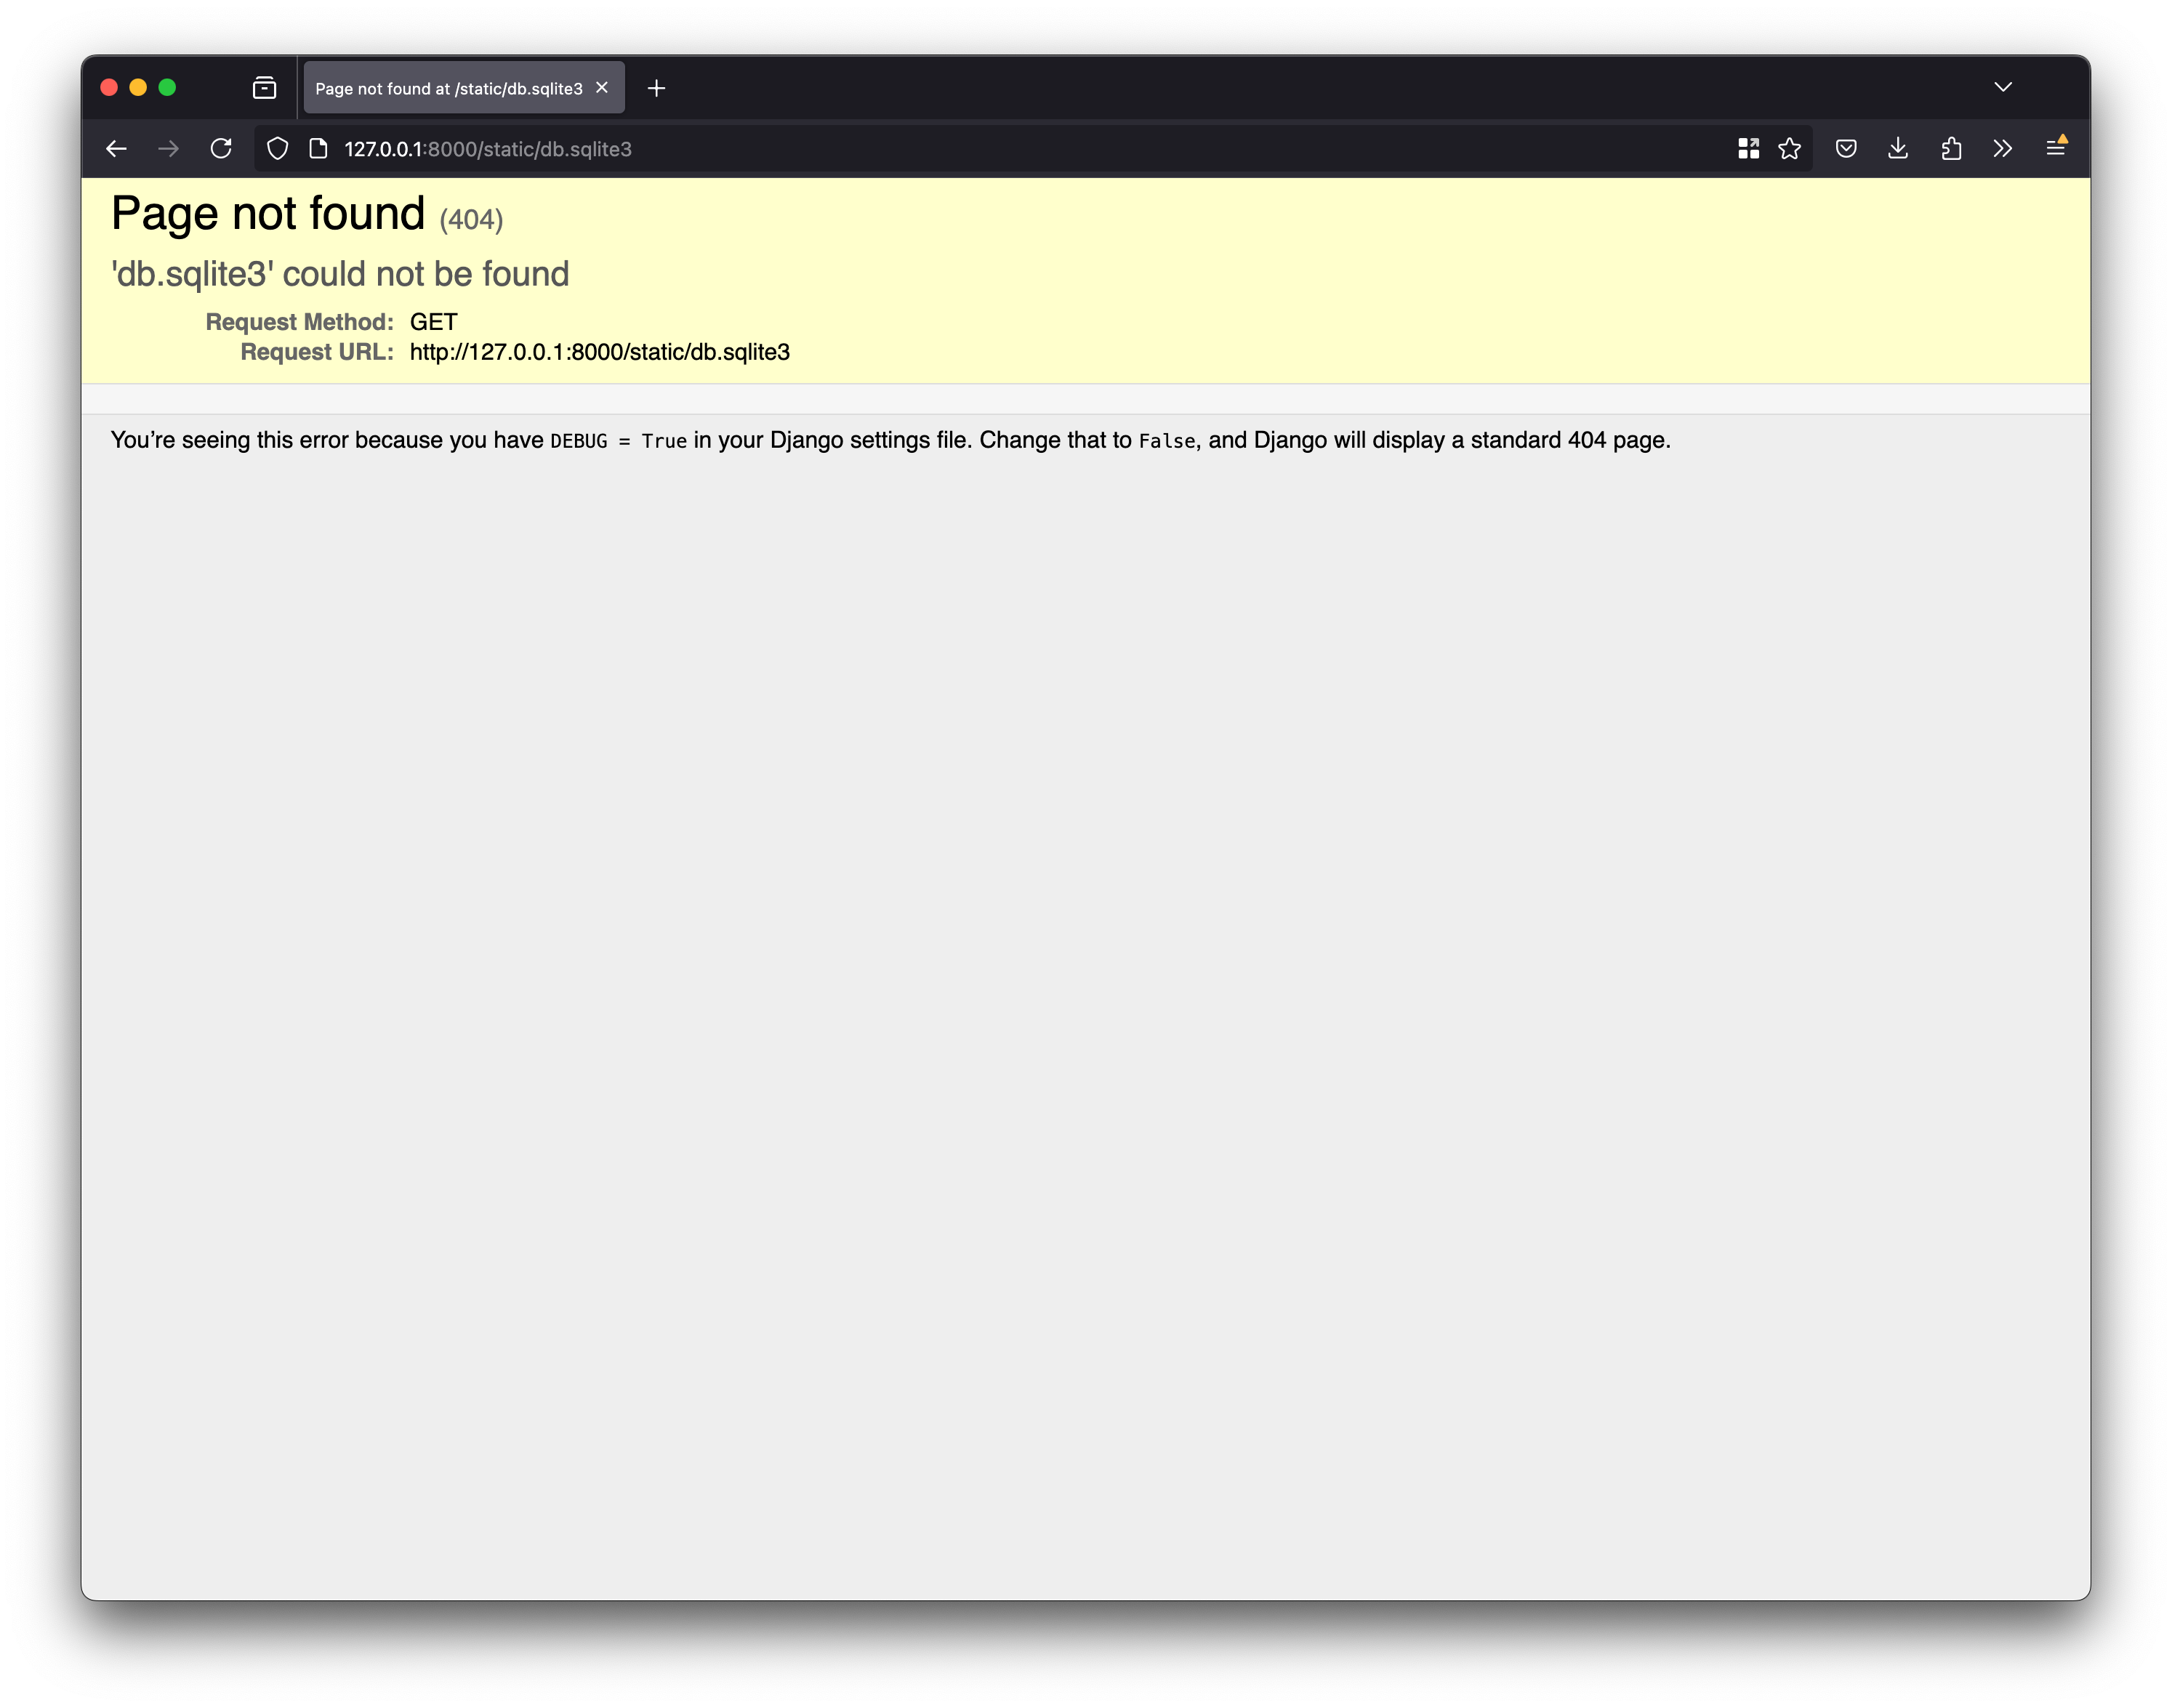 Page not found at /static/db.sqlite3
127.0.0.1:8000/static/db.sqlite3
Page not found (404)
'db.sqlite3' could not be found
Request Method: GET
Request URL: http://127.0.0.1:8000/static/db.sqlite3
You’re seeing this error because you have DEBUG = True in your Django settings file. Change that to False, and Django will display a standard 404 page.